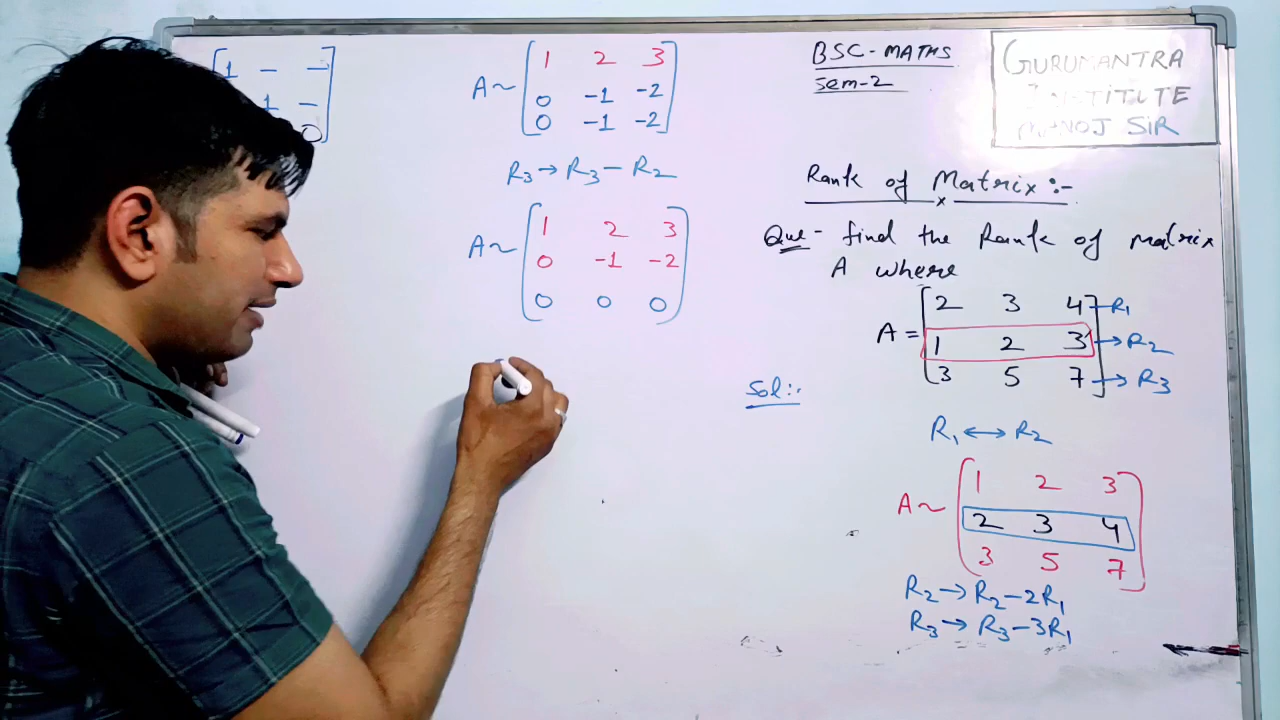 1 – –
1 –
0
A ~ [1 2 3
0 -1 -2
0 -1 -2]
R₃ → R₃ – R₂
A ~ [1 2 3
0 -1 -2
0 0 0]
BSC-MATHS
Sem-2
GURUMANTRA
INSTITUTE
MANOJ SIR
Rank of Matrix :-
Que - find the Rank of matrix
A where
A = [2 3 4] → R₁
[1 2 3] → R₂
[3 5 7] → R₃
Sol :-
R₁ ↔ R₂
A ~ [1 2 3
2 3 4
3 5 7]
R₂ → R₂ – 2R₁
R₃ → R₃ – 3R₁